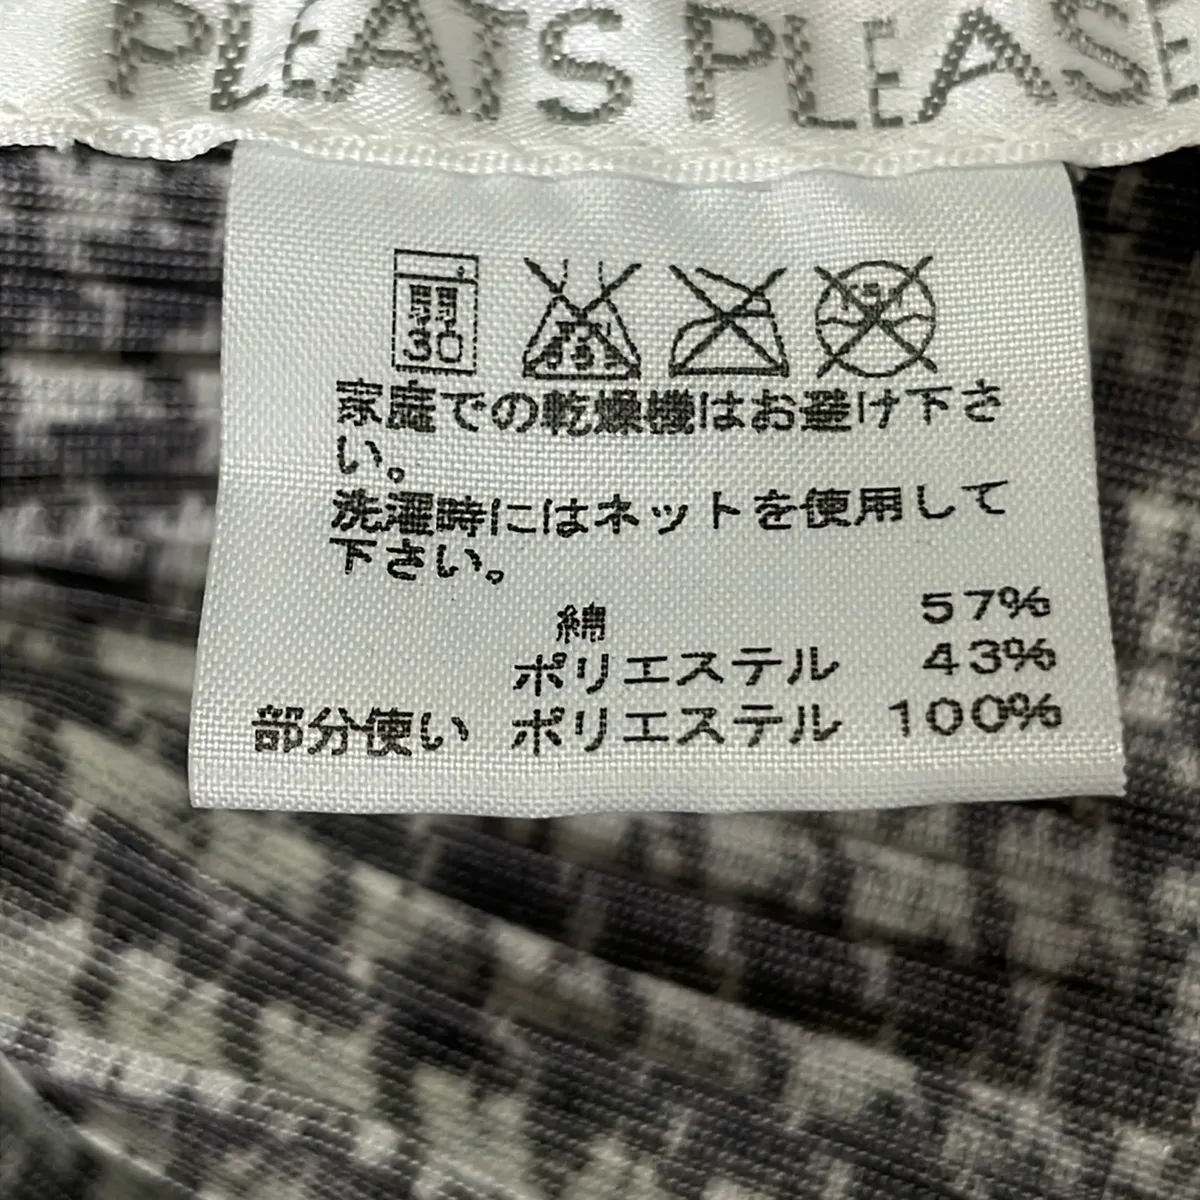 PLEATS PLEASE
弱
30
家庭での乾燥機はお避け下さ
い。
洗濯時にはネットを使用して
下さい。
綿 57%
ポリエステル 43%
部分使い ポリエステル 100%